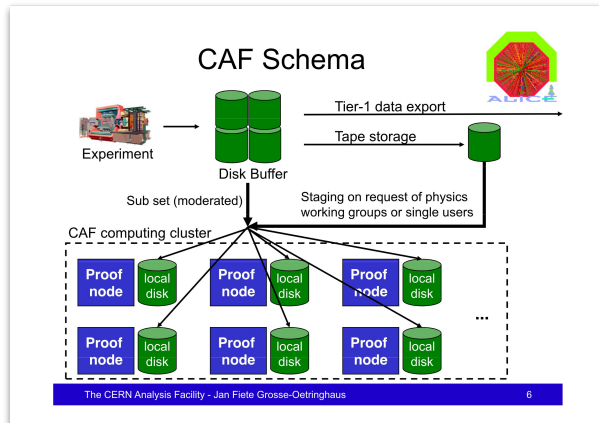 CAF Schema
ALICE
Tier-1 data export
Tape storage
Experiment
Disk Buffer
Sub set (moderated)
Staging on request of physics
working groups or single users
CAF computing cluster
Proof
node
local
disk
Proof
node
local
disk
Proof
node
local
disk
...
Proof
node
local
disk
Proof
node
local
disk
Proof
node
local
disk
The CERN Analysis Facility - Jan Fiete Grosse-Oetringhaus
6